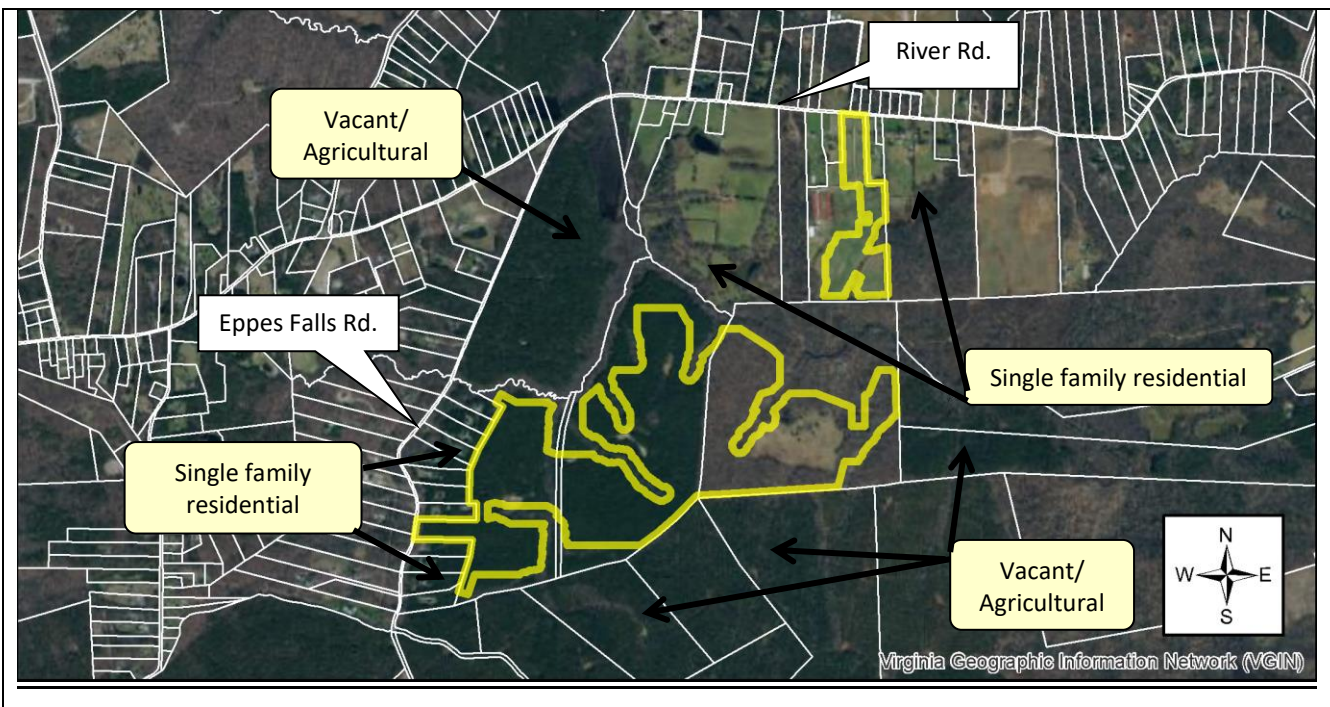 River Rd.
Vacant/
Agricultural
Eppes Falls Rd.
Single family residential
Single family
residential
Vacant/
Agricultural
N
W
E
S
Virginia Geographic Information Network (VGIN)